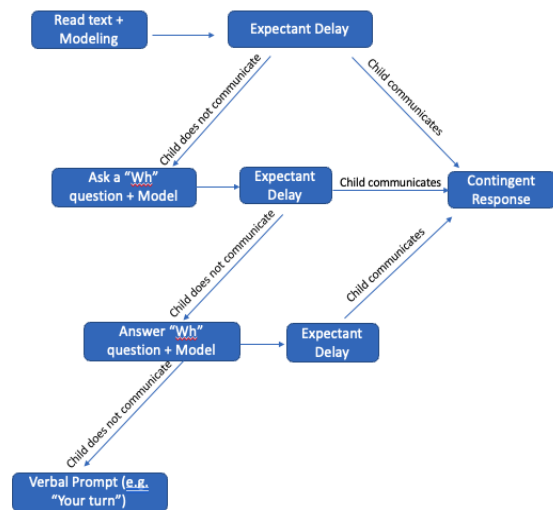 Read text +
Modeling
Expectant Delay
Child does not communicate
Child communicates
Ask a “Wh”
question + Model
Expectant
Delay
Child communicates
Contingent
Response
Child does not communicate
Child communicates
Answer “Wh”
question + Model
Expectant
Delay
Child does not communicate
Verbal Prompt (e.g.
“Your turn”)